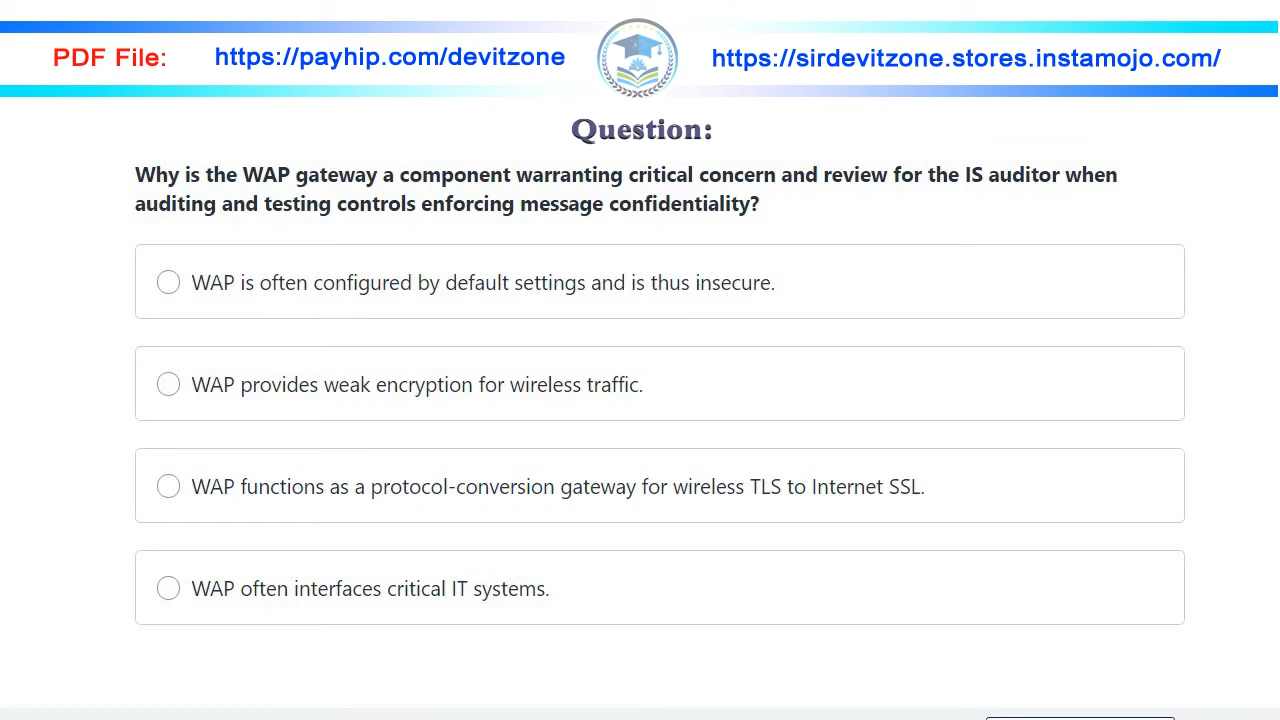 PDF File: https://payhip.com/devitzone https://sirdevitzone.stores.instamojo.com/
Question:
Why is the WAP gateway a component warranting critical concern and review for the IS auditor when
auditing and testing controls enforcing message confidentiality?
WAP is often configured by default settings and is thus insecure.
WAP provides weak encryption for wireless traffic.
WAP functions as a protocol-conversion gateway for wireless TLS to Internet SSL.
WAP often interfaces critical IT systems.